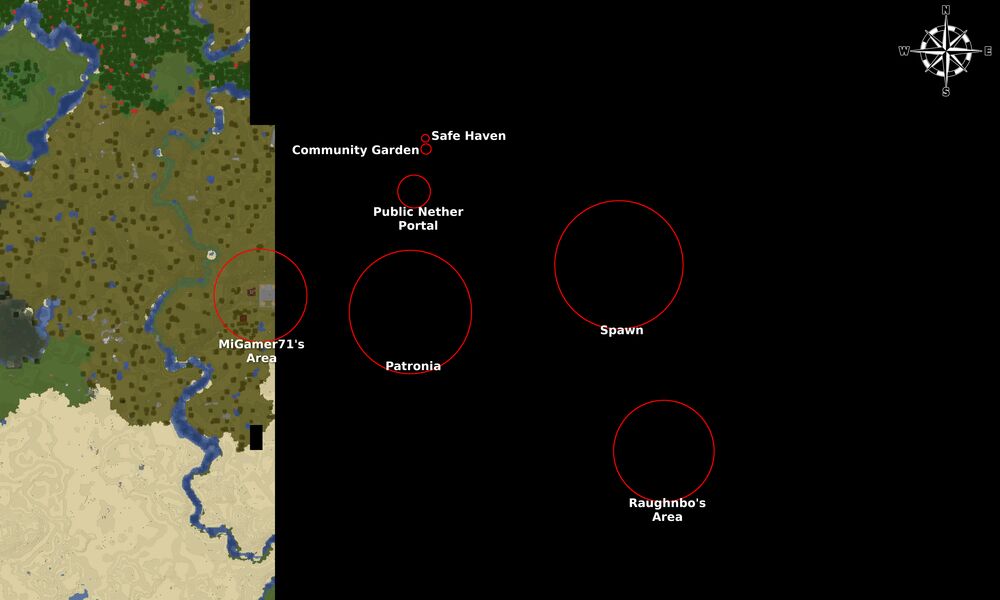 N
W
E
S
Safe Haven
Community Garden
Public Nether
Portal
Spawn
MiGamer71's
Area
Patronia
Raughnbo's
Area